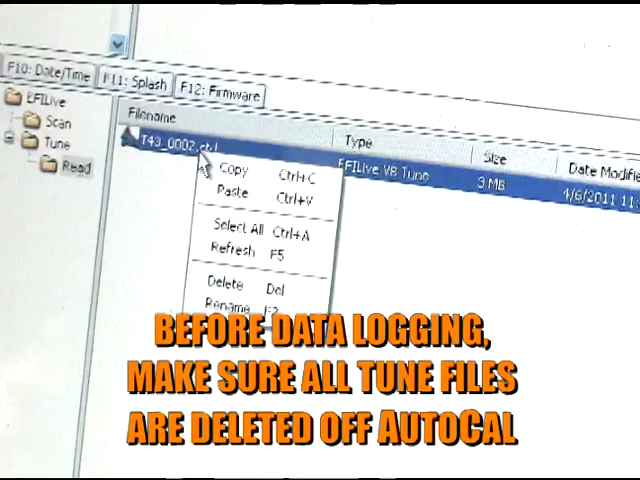 F10: Date/Time F11: Splash F12: Firmware
EFILive
Scan
Tune
Read
Filename Type Size Date Modified
T43_0002.ctd EFILive V8 Tune 3 MB 4/6/2011
Copy Ctrl+C
Paste Ctrl+V
Select All Ctrl+A
Refresh F5
Delete Del
Rename F2
BEFORE DATA LOGGING,
MAKE SURE ALL TUNE FILES
ARE DELETED OFF AUTOCAL